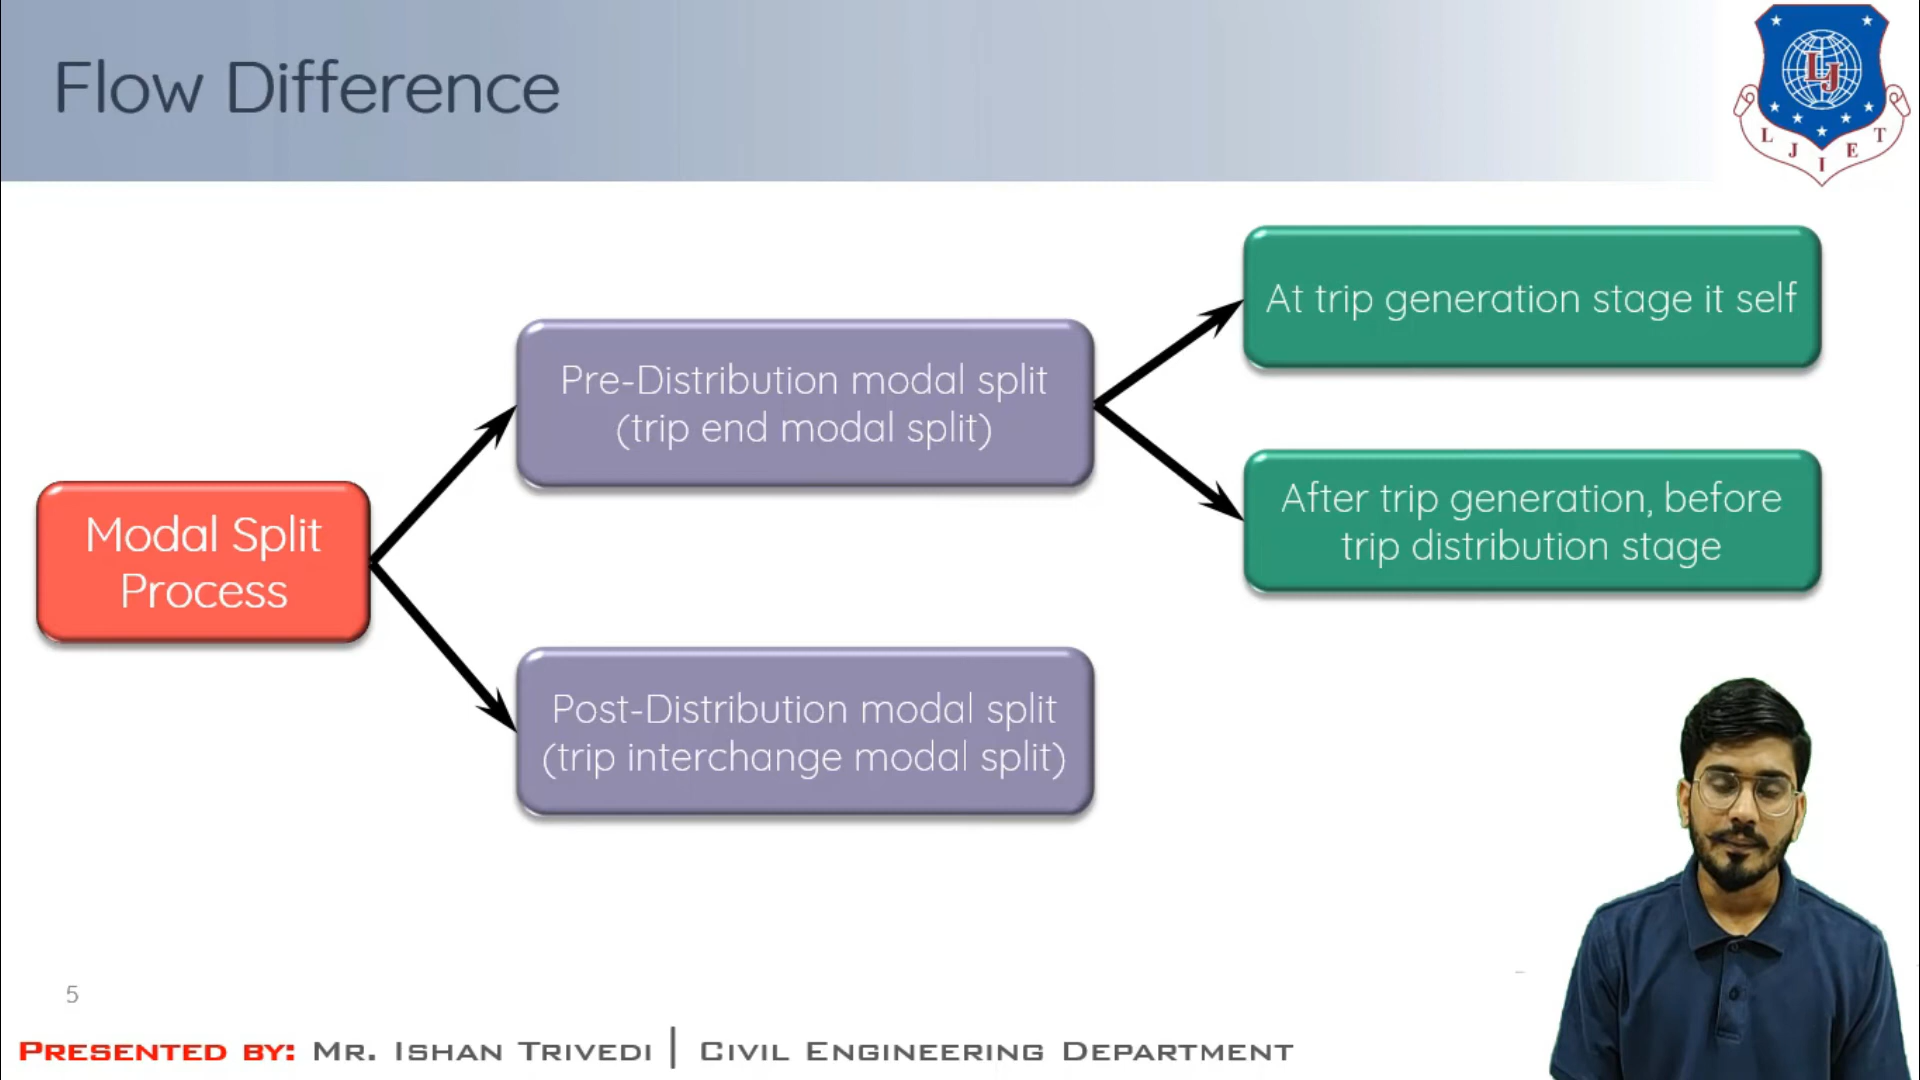 Flow Difference
L J I E T
LJ
At trip generation stage it self
Pre-Distribution modal split
(trip end modal split)
After trip generation, before
trip distribution stage
Modal Split
Process
Post-Distribution modal split
(trip interchange modal split)
5
PRESENTED BY: MR. ISHAN TRIVEDI | CIVIL ENGINEERING DEPARTMENT